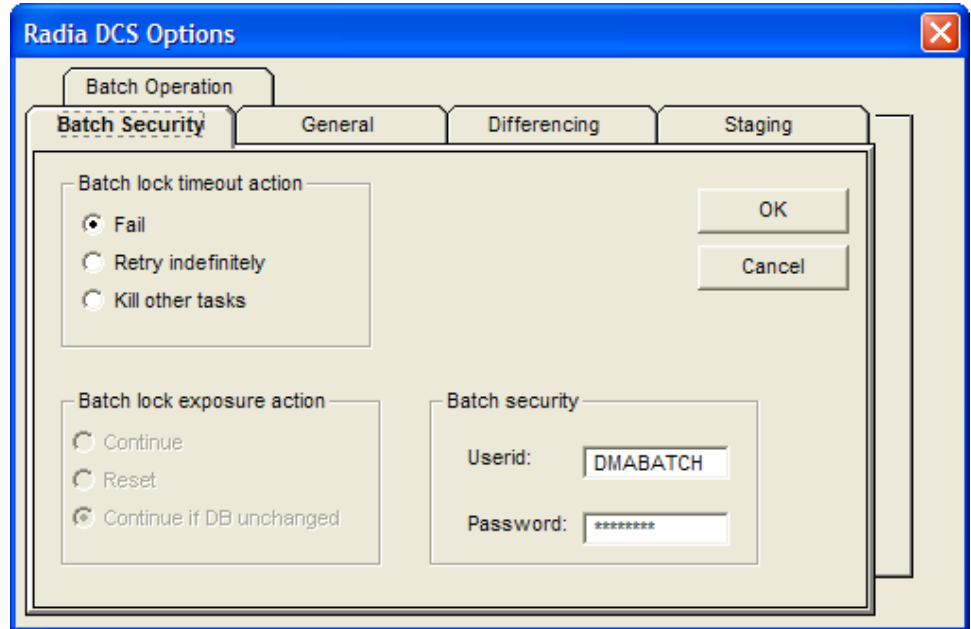 Radia DCS Options
Batch Operation
Batch Security General Differencing Staging
Batch lock timeout action
Fail
Retry indefinitely
Kill other tasks
OK
Cancel
Batch lock exposure action
Continue
Reset
Continue if DB unchanged
Batch security
Userid: DMABATCH
Password: ********